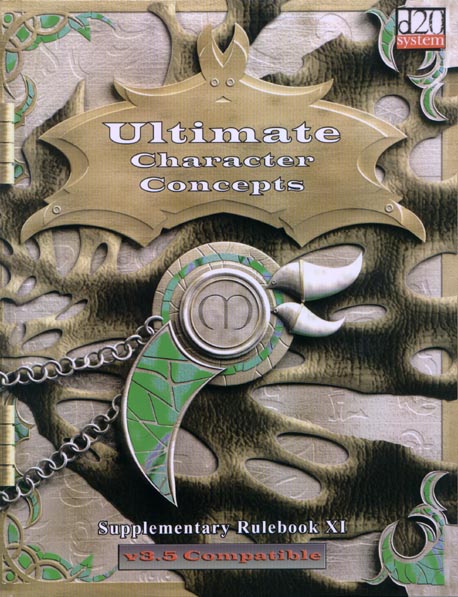 d20
system
Ultimate
Character
Concepts
m
Supplementary Rulebook XI
v3.5 Compatible